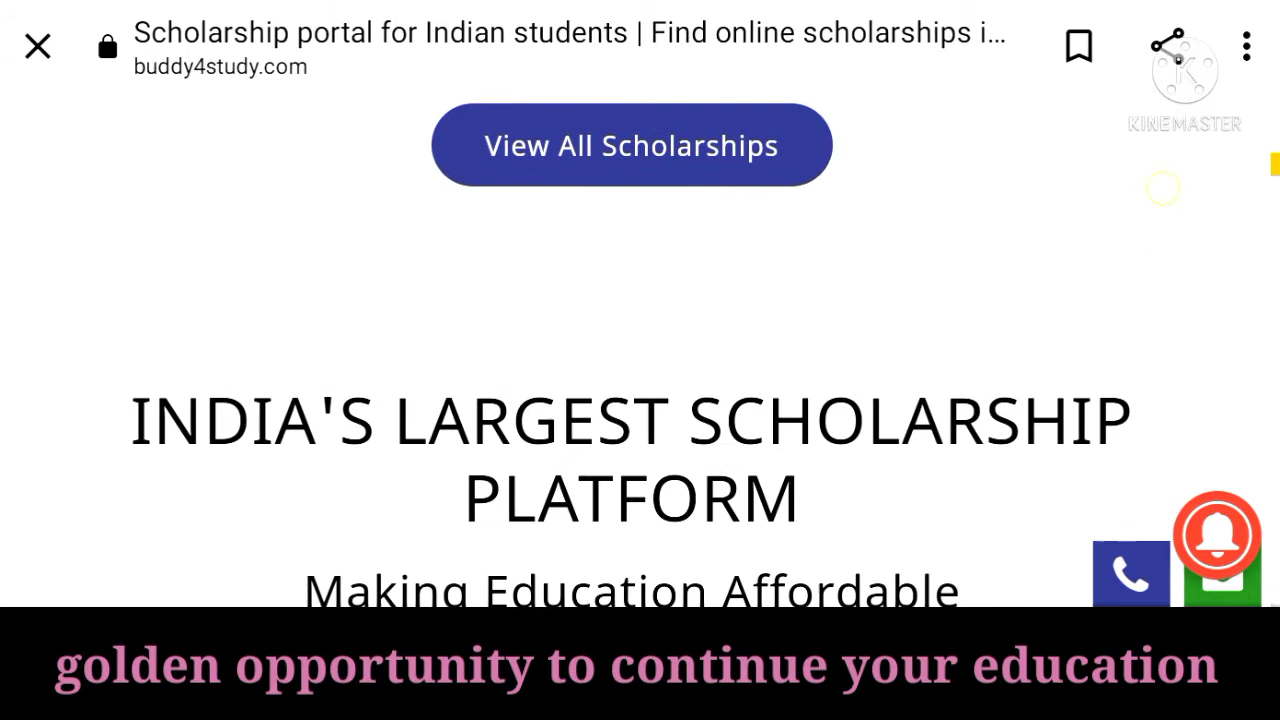 Scholarship portal for Indian students | Find online scholarships i...
buddy4study.com
KINEMASTER
View All Scholarships
INDIA'S LARGEST SCHOLARSHIP
PLATFORM
Making Education Affordable
golden opportunity to continue your education